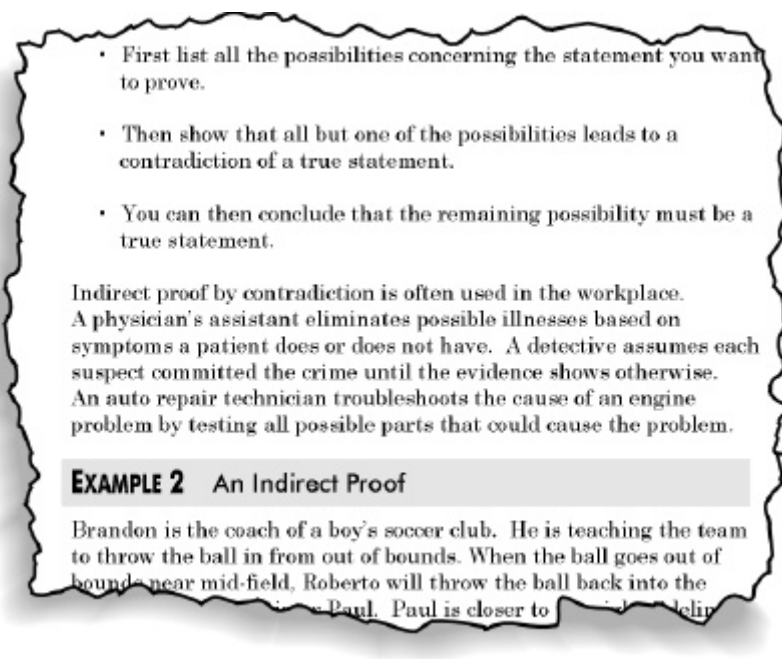 · First list all the possibilities concerning the statement you want
to prove.
· Then show that all but one of the possibilities leads to a
contradiction of a true statement.
· You can then conclude that the remaining possibility must be a
true statement.
Indirect proof by contradiction is often used in the workplace.
A physician's assistant eliminates possible illnesses based on
symptoms a patient does or does not have. A detective assumes each
suspect committed the crime until the evidence shows otherwise.
An auto repair technician troubleshoots the cause of an engine
problem by testing all possible parts that could cause the problem.
EXAMPLE 2 An Indirect Proof
Brandon is the coach of a boy's soccer club. He is teaching the team
to throw the ball in from out of bounds. When the ball goes out of
bounds near mid-field, Roberto will throw the ball back into the
Paul. Paul is closer to